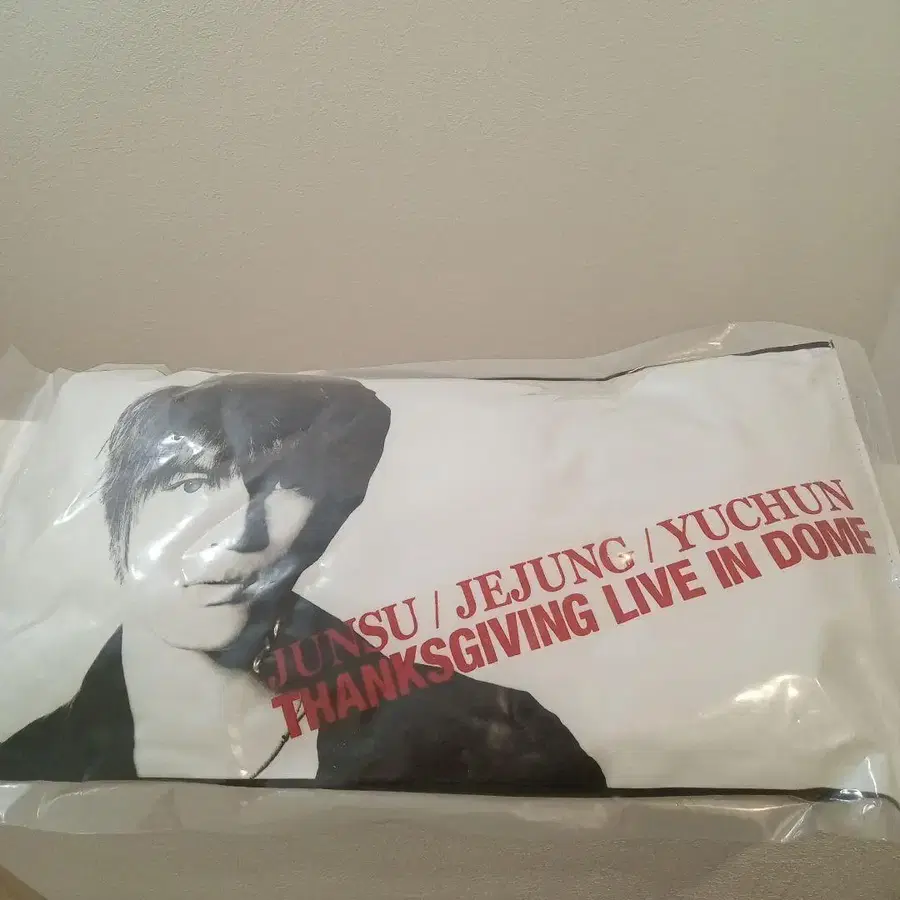 JUNSU / JEJUNG / YUCHUN
THANKSGIVING LIVE IN DOME